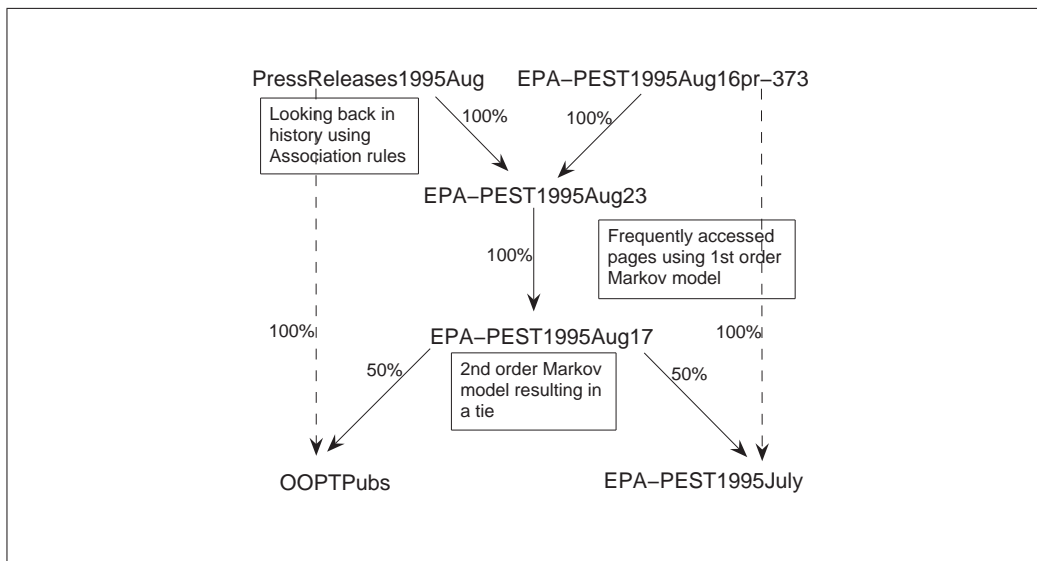 PressReleases1995Aug
EPA–PEST1995Aug16pr–373
Looking back in
history using
Association rules
100%
100%
EPA–PEST1995Aug23
Frequently accessed
pages using 1st order
Markov model
100%
100%
EPA–PEST1995Aug17
100%
50%
2nd order Markov
model resulting in
a tie
50%
OOPTPubs
EPA–PEST1995July